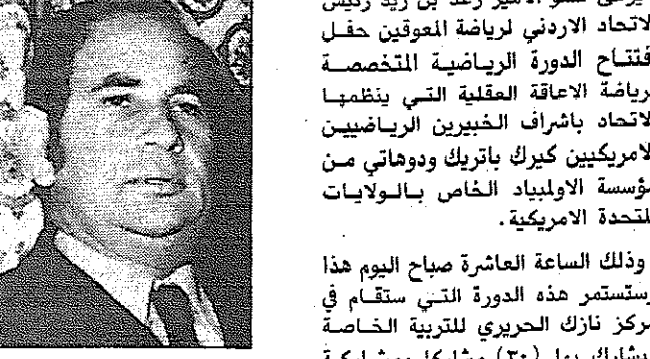 سمو الامير رعد بن زيد رئيس
الاتحاد الاردني لرياضة المعوقين حفل
افتتاح الدورة الرياضية المتخصصة
لرياضة الاعاقة العقلية التي ينظمها
الاتحاد باشراف الخبيرين الرياضيين
الامريكيين كيرك باتريك ودوهاتي من
مؤسسة الاولمبياد الخاص بالولايات
المتحدة الامريكية .
وذلك الساعة العاشرة صباح اليوم هذا
وستستمر هذه الدورة التي ستقام في
مركز نازك الحريري للتربية الخاصة
بها (٣٠)